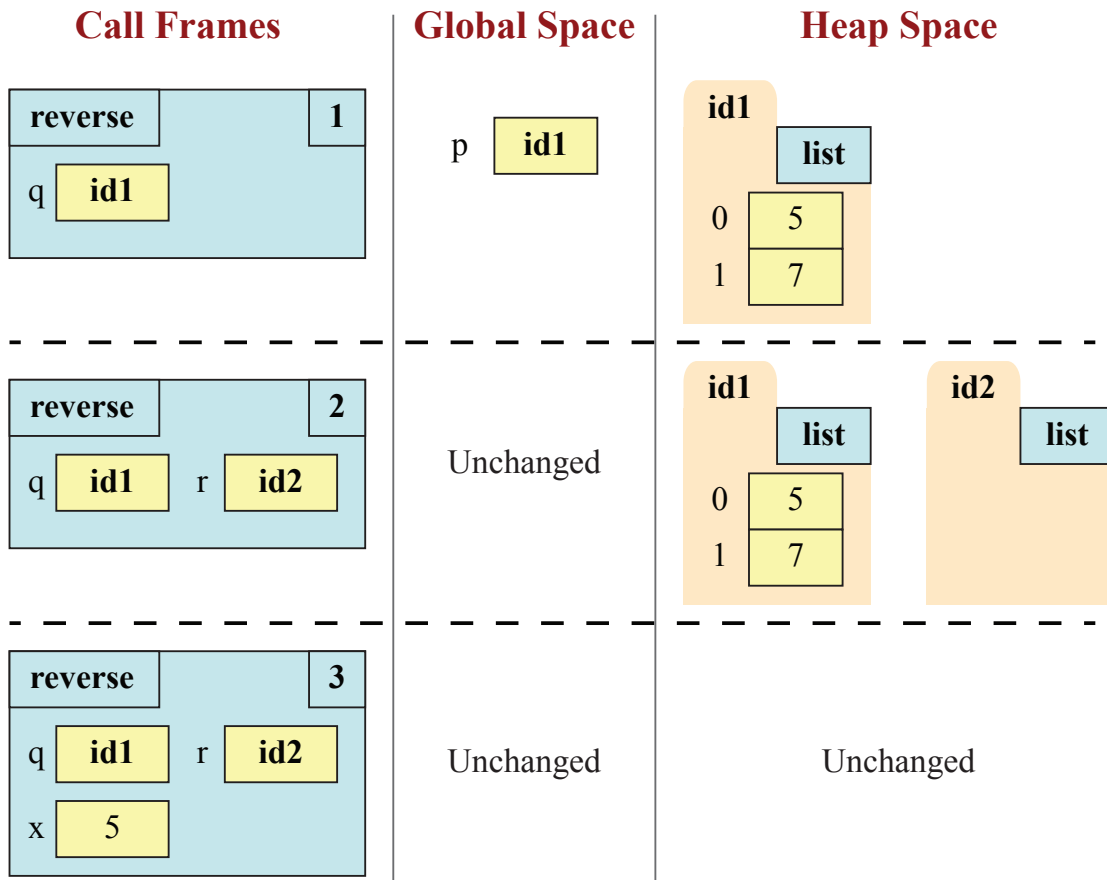 Call Frames Global Space Heap Space
reverse 1
q id1
p id1
id1
list
0 5
1 7
reverse 2
q id1 r id2
Unchanged
id1 id2
list list
0 5
1 7
reverse 3
q id1 r id2
x 5
Unchanged
Unchanged